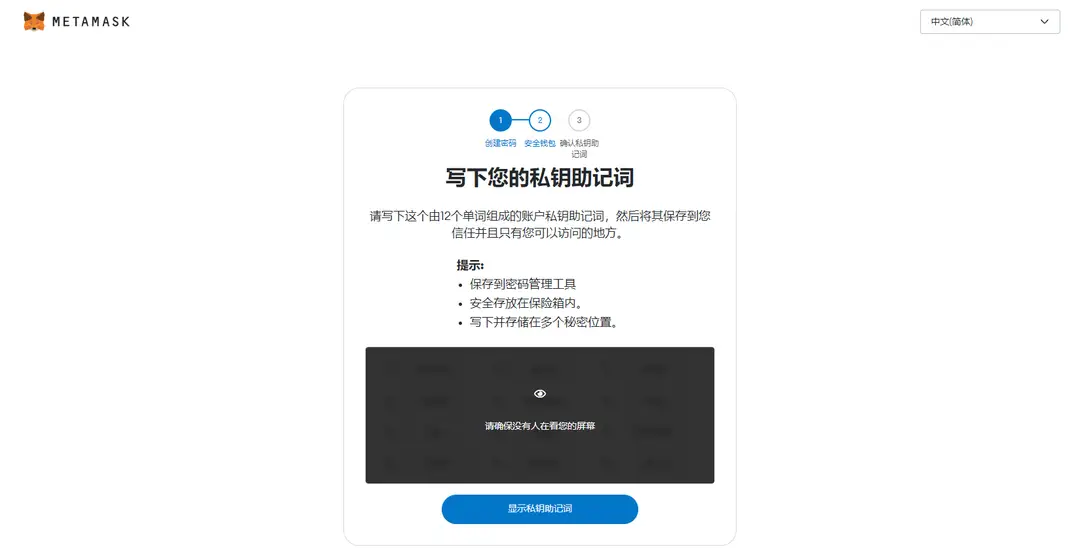 METAMASK
中文(简体)
1
2
3
创建密码
安全钱包
确认私钥助
记词
写下您的私钥助记词
请写下这个由12个单词组成的账户私钥助记词，然后将其保存到您
信任并且只有您可以访问的地方。
提示:
• 保存到密码管理工具
• 安全存放在保险箱内。
• 写下并存储在多个秘密位置。
请确保没有人在看您的屏幕
显示私钥助记词